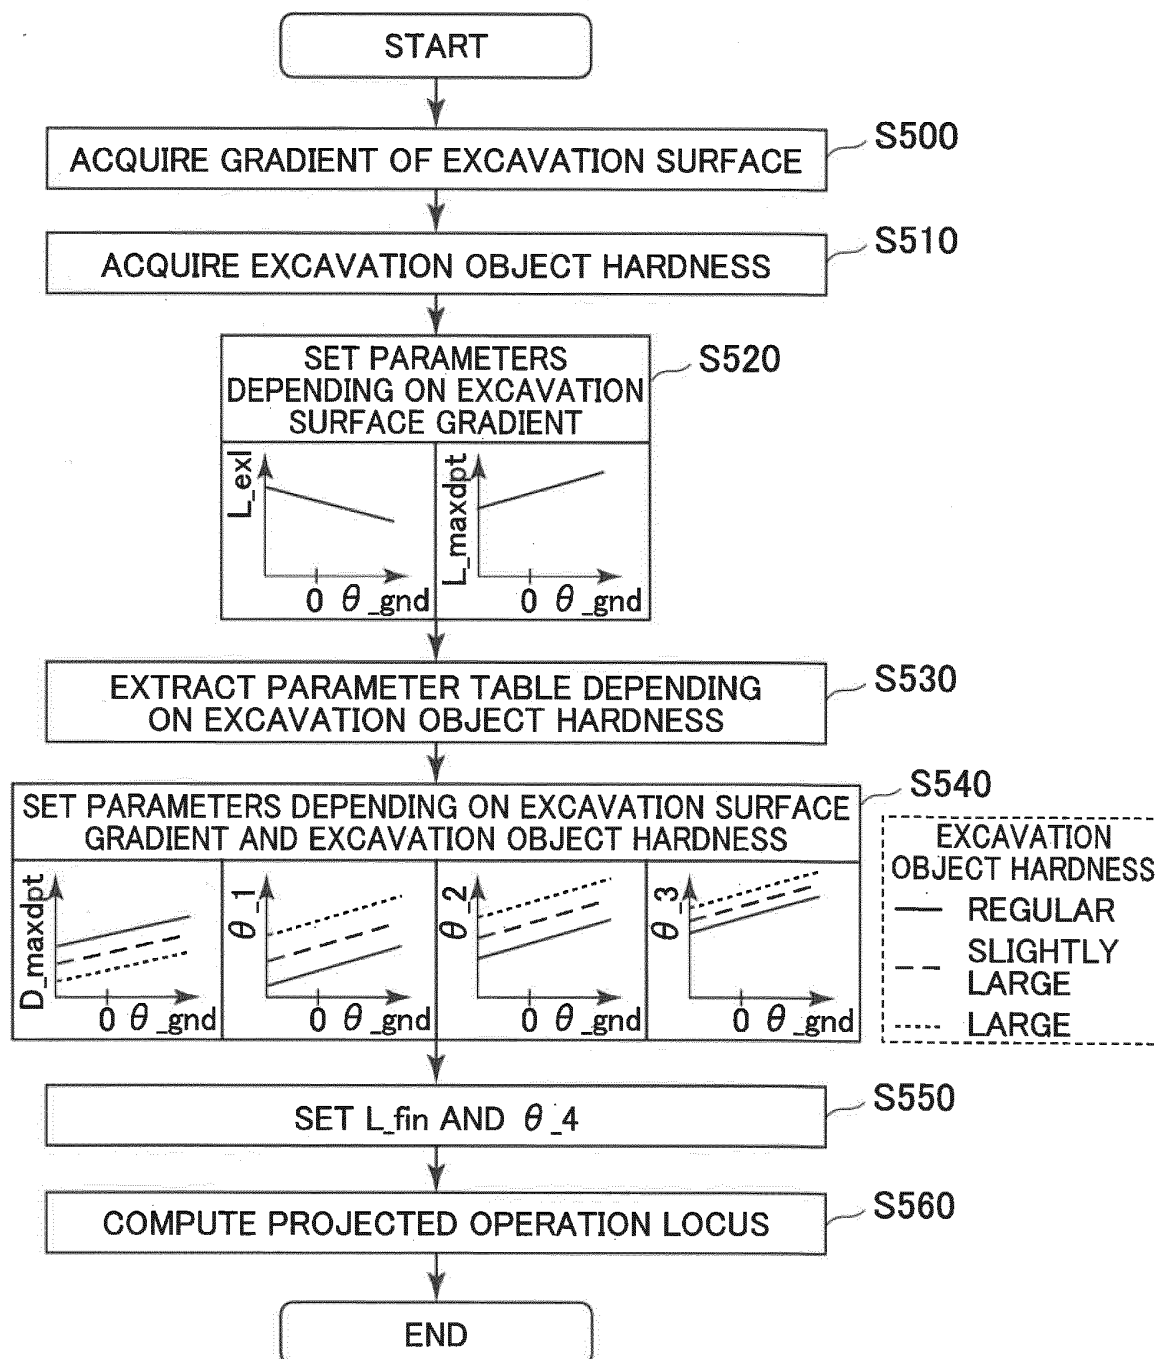 START
S500
ACQUIRE GRADIENT OF EXCAVATION SURFACE
S510
ACQUIRE EXCAVATION OBJECT HARDNESS
S520
SET PARAMETERS
DEPENDING ON EXCAVATION
SURFACE GRADIENT
L_exl
0 θ_gnd
L_maxdpt
0 θ_gnd
S530
EXTRACT PARAMETER TABLE DEPENDING
ON EXCAVATION OBJECT HARDNESS
S540
SET PARAMETERS DEPENDING ON EXCAVATION SURFACE
GRADIENT AND EXCAVATION OBJECT HARDNESS
D_maxdpt
0 θ_gnd
θ_1
0 θ_gnd
θ_2
0 θ_gnd
θ_3
0 θ_gnd
EXCAVATION
OBJECT HARDNESS
REGULAR
SLIGHTLY
LARGE
LARGE
S550
SET L_fin AND θ_4
S560
COMPUTE PROJECTED OPERATION LOCUS
END